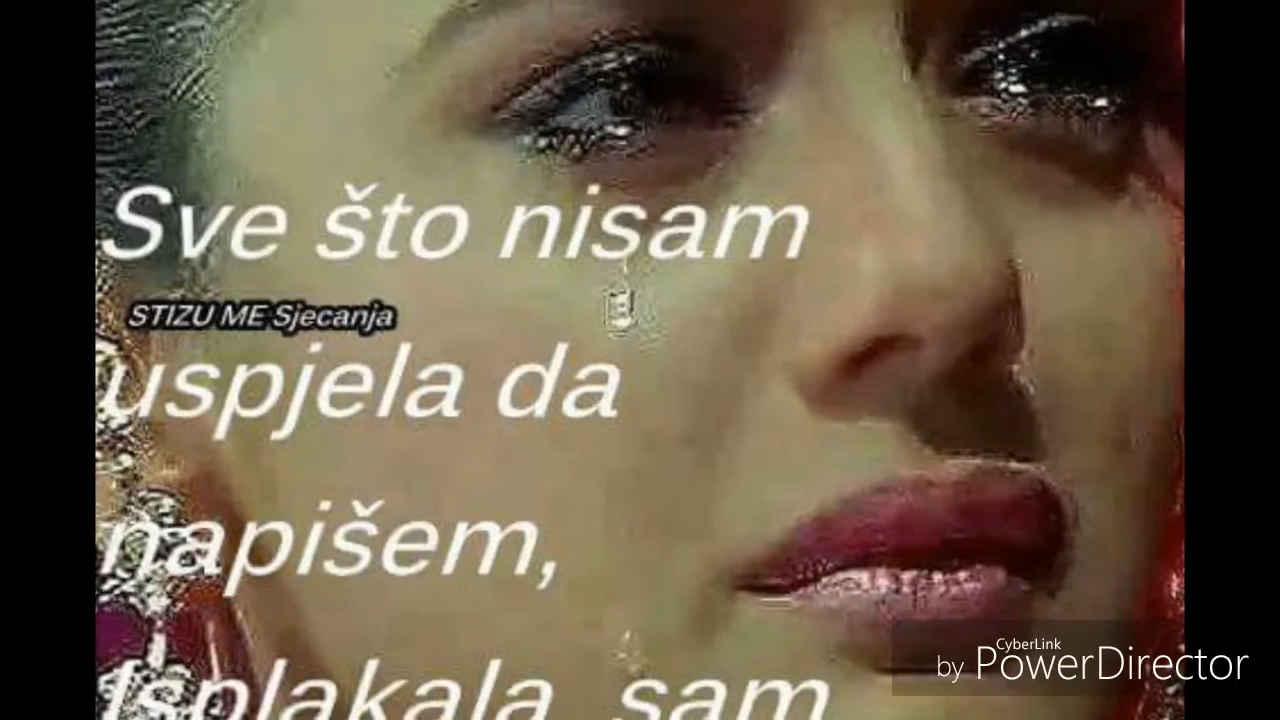 Sve što nisam
STIZU ME Sjecanja
uspjela da
napišem,
Isplakala sam
CyberLink
by PowerDirector